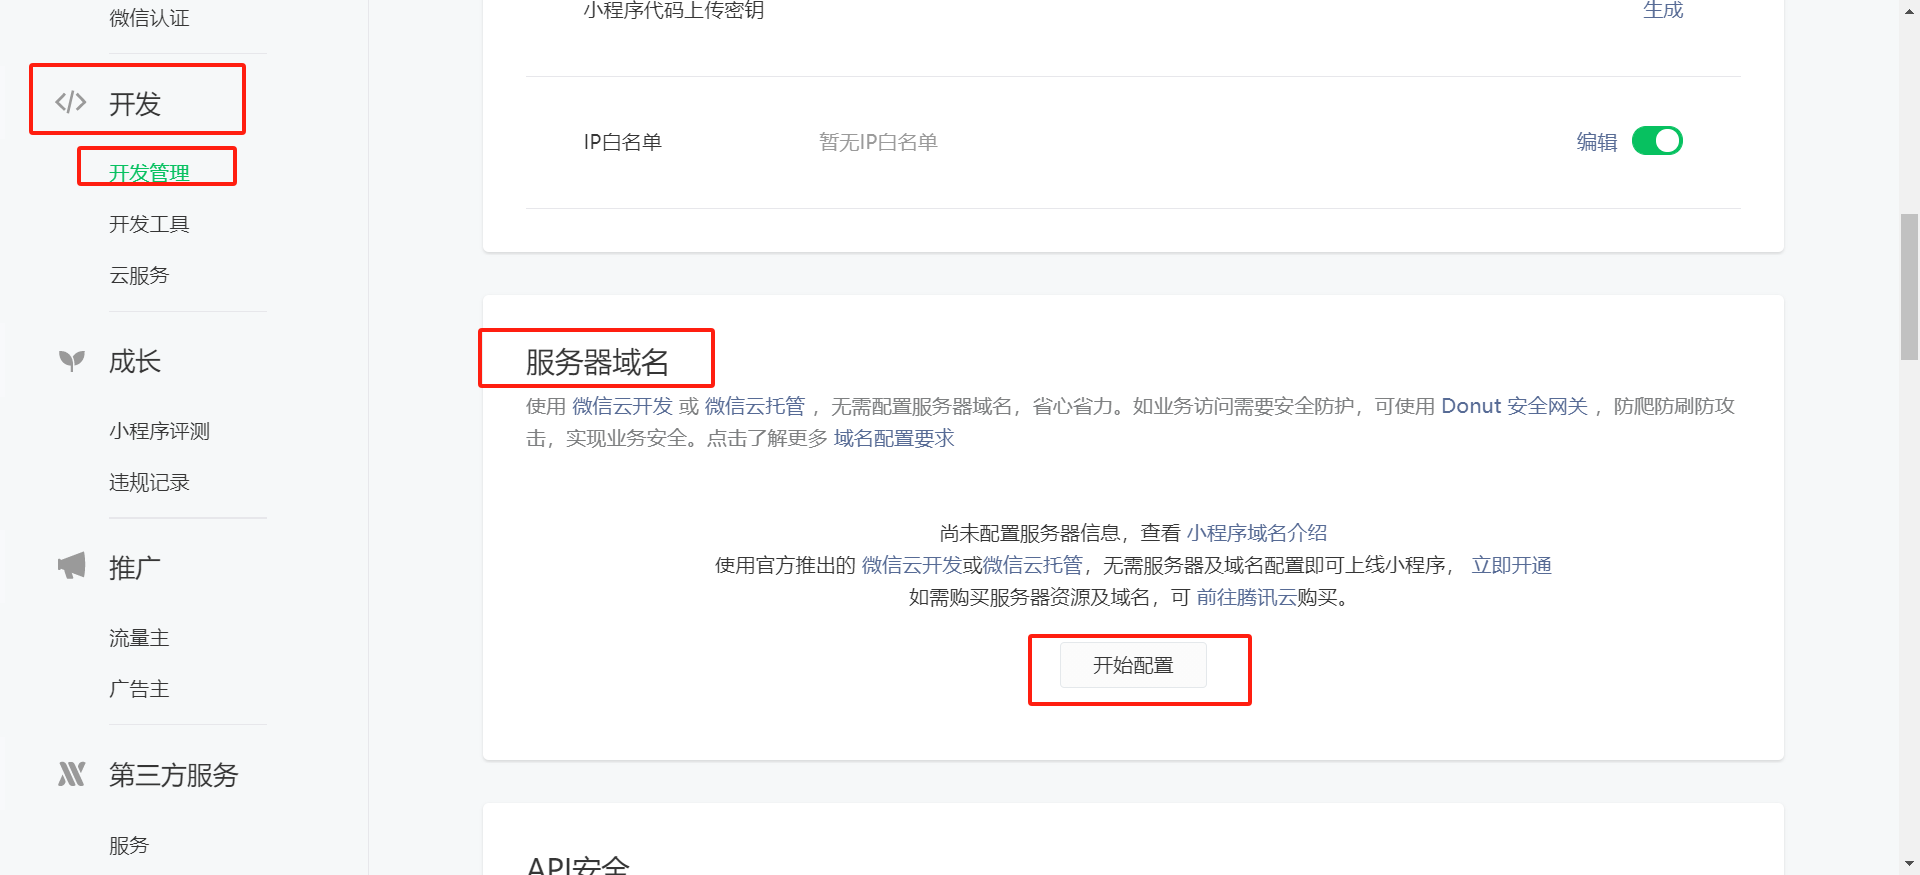 微信认证
开发
开发管理
开发工具
云服务
成长
小程序评测
违规记录
推广
流量主
广告主
第三方服务
服务
小程序代码上传密钥 生成
IP白名单 暂无IP白名单 编辑
服务器域名
使用 微信云开发 或 微信云托管 ，无需配置服务器域名，省心省力。如业务访问需要安全防护，可使用 Donut 安全网关 ，防爬防刷防攻
击，实现业务安全。点击了解更多 域名配置要求
尚未配置服务器信息，查看 小程序域名介绍
使用官方推出的 微信云开发或微信云托管，无需服务器及域名配置即可上线小程序， 立即开通
如需购买服务器资源及域名，可 前往腾讯云购买。
开始配置
API安全